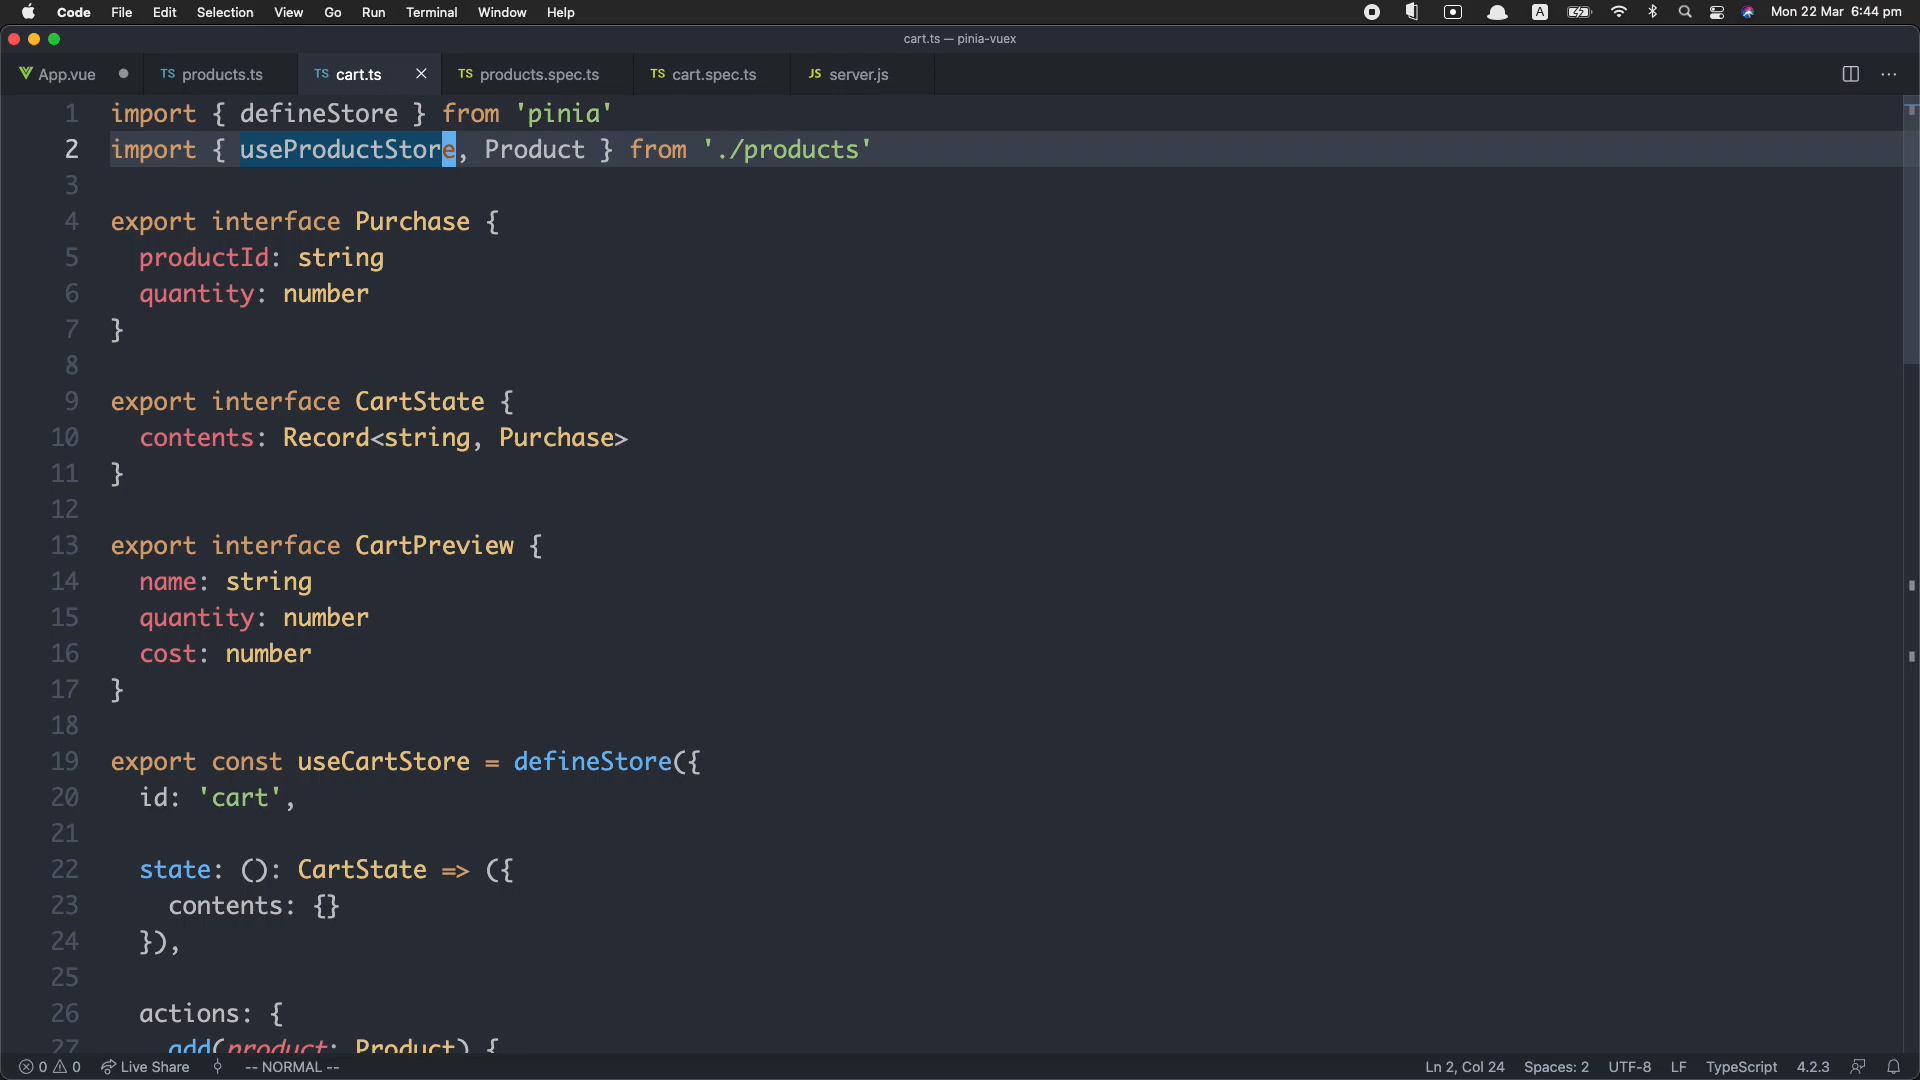 Code File Edit Selection View Go Run Terminal Window Help A Mon 22 Mar 6:44 pm
cart.ts — pinia-vuex
App.vue TS products.ts TS cart.ts TS products.spec.ts TS cart.spec.ts JS server.js
1 import { defineStore } from 'pinia'
2 import { useProductStore, Product } from './products'
3
4 export interface Purchase {
5 productId: string
6 quantity: number
7 }
8
9 export interface CartState {
10 contents: Record<string, Purchase>
11 }
12
13 export interface CartPreview {
14 name: string
15 quantity: number
16 cost: number
17 }
18
19 export const useCartStore = defineStore({
20 id: 'cart',
21
22 state: (): CartState => ({
23 contents: {}
24 }),
25
26 actions: {
27 add(product: Product) {
0 0 Live Share -- NORMAL -- Ln 2, Col 24 Spaces: 2 UTF-8 LF TypeScript 4.2.3